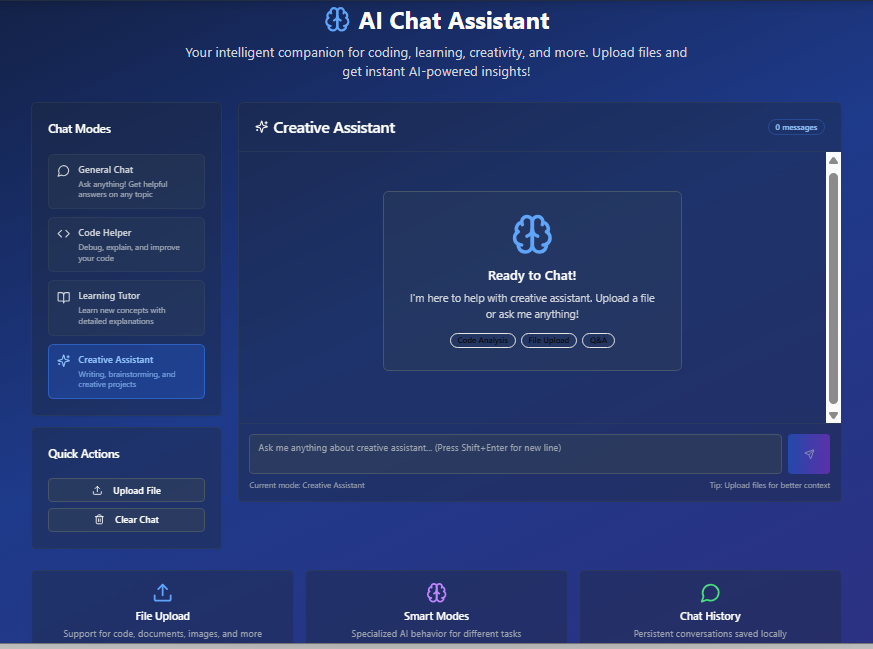 AI Chat Assistant
Your intelligent companion for coding, learning, creativity, and more. Upload files and
get instant AI-powered insights!
Chat Modes
General Chat
Ask anything! Get helpful
answers on any topic
Code Helper
Debug, explain, and improve
your code
Learning Tutor
Learn new concepts with
detailed explanations
Creative Assistant
Writing, brainstorming, and
creative projects
Quick Actions
Upload File
Clear Chat
Creative Assistant
0 messages
Ready to Chat!
I'm here to help with creative assistant. Upload a file
or ask me anything!
Code Analysis
File Upload
Q&A
Ask me anything about creative assistant... (Press Shift+Enter for new line)
Current mode: Creative Assistant
Tip: Upload files for better context
File Upload
Support for code, documents, images, and more
Smart Modes
Specialized AI behavior for different tasks
Chat History
Persistent conversations saved locally